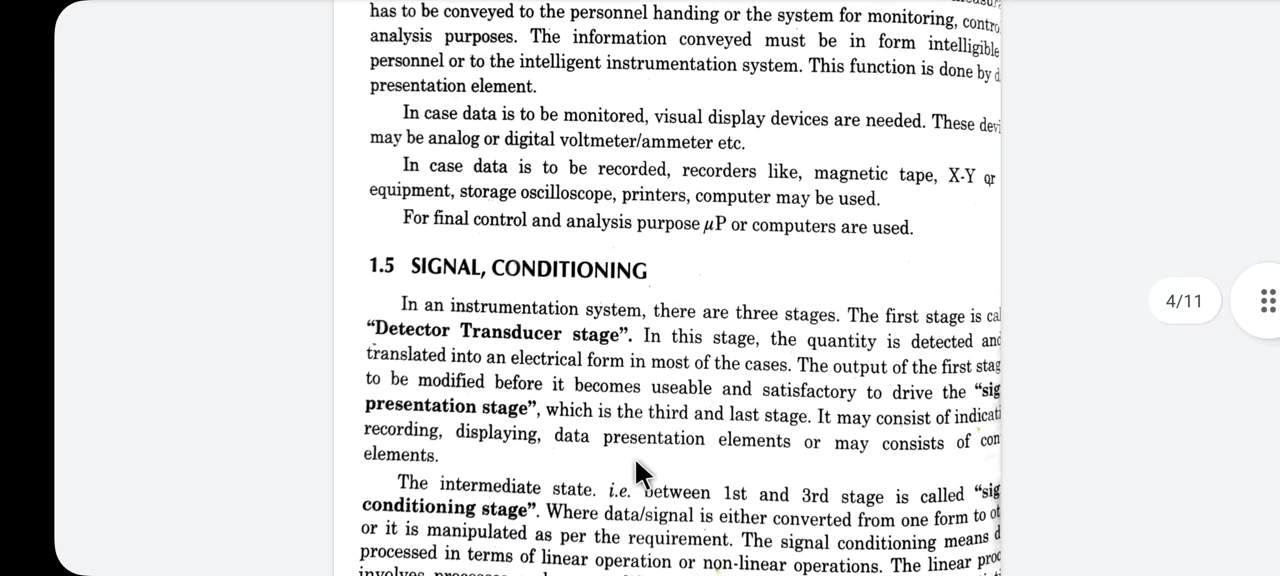 has to be conveyed to the personnel handing or the system for monitoring,
analysis purposes. The information conveyed must be in form intelligible
personnel or to the intelligent instrumentation system. This function is done by
presentation element.
In case data is to be monitored, visual display devices are needed. These
may be analog or digital voltmeter/ammeter etc.
In case data is to be recorded, recorders like, magnetic tape, X-Y
equipment, storage oscilloscope, printers, computer may be used.
For final control and analysis purpose μP or computers are used.
1.5 SIGNAL, CONDITIONING
In an instrumentation system, there are three stages. The first stage is
“Detector Transducer stage”. In this stage, the quantity is detected
translated into an electrical form in most of the cases. The output of the first
to be modified before it becomes useable and satisfactory to drive the
presentation stage”, which is the third and last stage. It may consist of
recording, displaying, data presentation elements or may consists of
elements.
The intermediate state. i.e. between 1st and 3rd stage is called
conditioning stage”. Where data/signal is either converted from one form to
or it is manipulated as per the requirement. The signal conditioning means
processed in terms of linear operation or non-linear operations. The linear
4/11